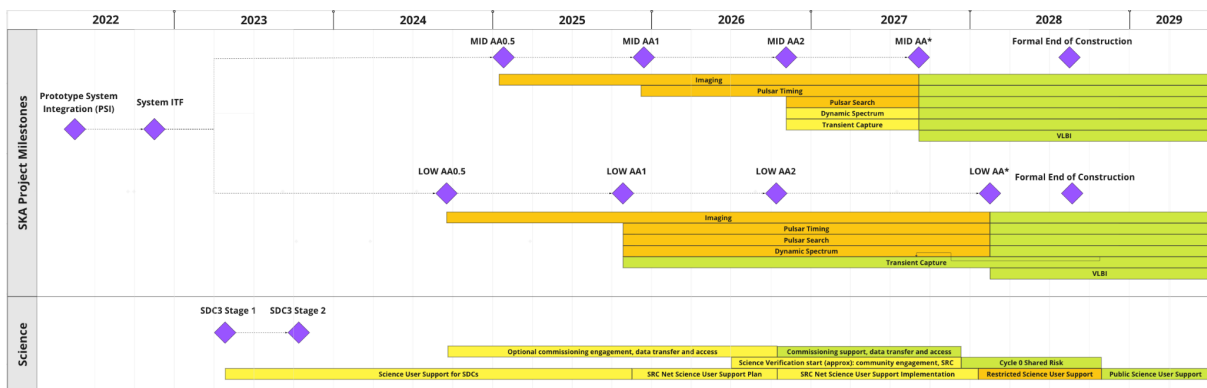 2022 2023 2024 2025 2026 2027 2028 2029
SKA Project Milestones
MID AA0.5 MID AA1 MID AA2 MID AA* Formal End of Construction
Imaging
Pulsar Timing
Prototype System
Integration (PSI)
System ITF
Pulsar Search
Dynamic Spectrum
Transient Capture
VLBI
LOW AA0.5 LOW AA1 LOW AA2 LOW AA* Formal End of Construction
Imaging
Pulsar Timing
Pulsar Search
Dynamic Spectrum
Transient Capture
VLBI
Science
SDC3 Stage 1 SDC3 Stage 2
Optional commissioning engagement, data transfer and access Commissioning support, data transfer and access
Science Verification start (approx): community engagement, SRC Cycle 0 Shared Risk
Science User Support for SDCs SRC Net Science User Support Plan SRC Net Science User Support Implementation Restricted Science User Support Public Science User Support